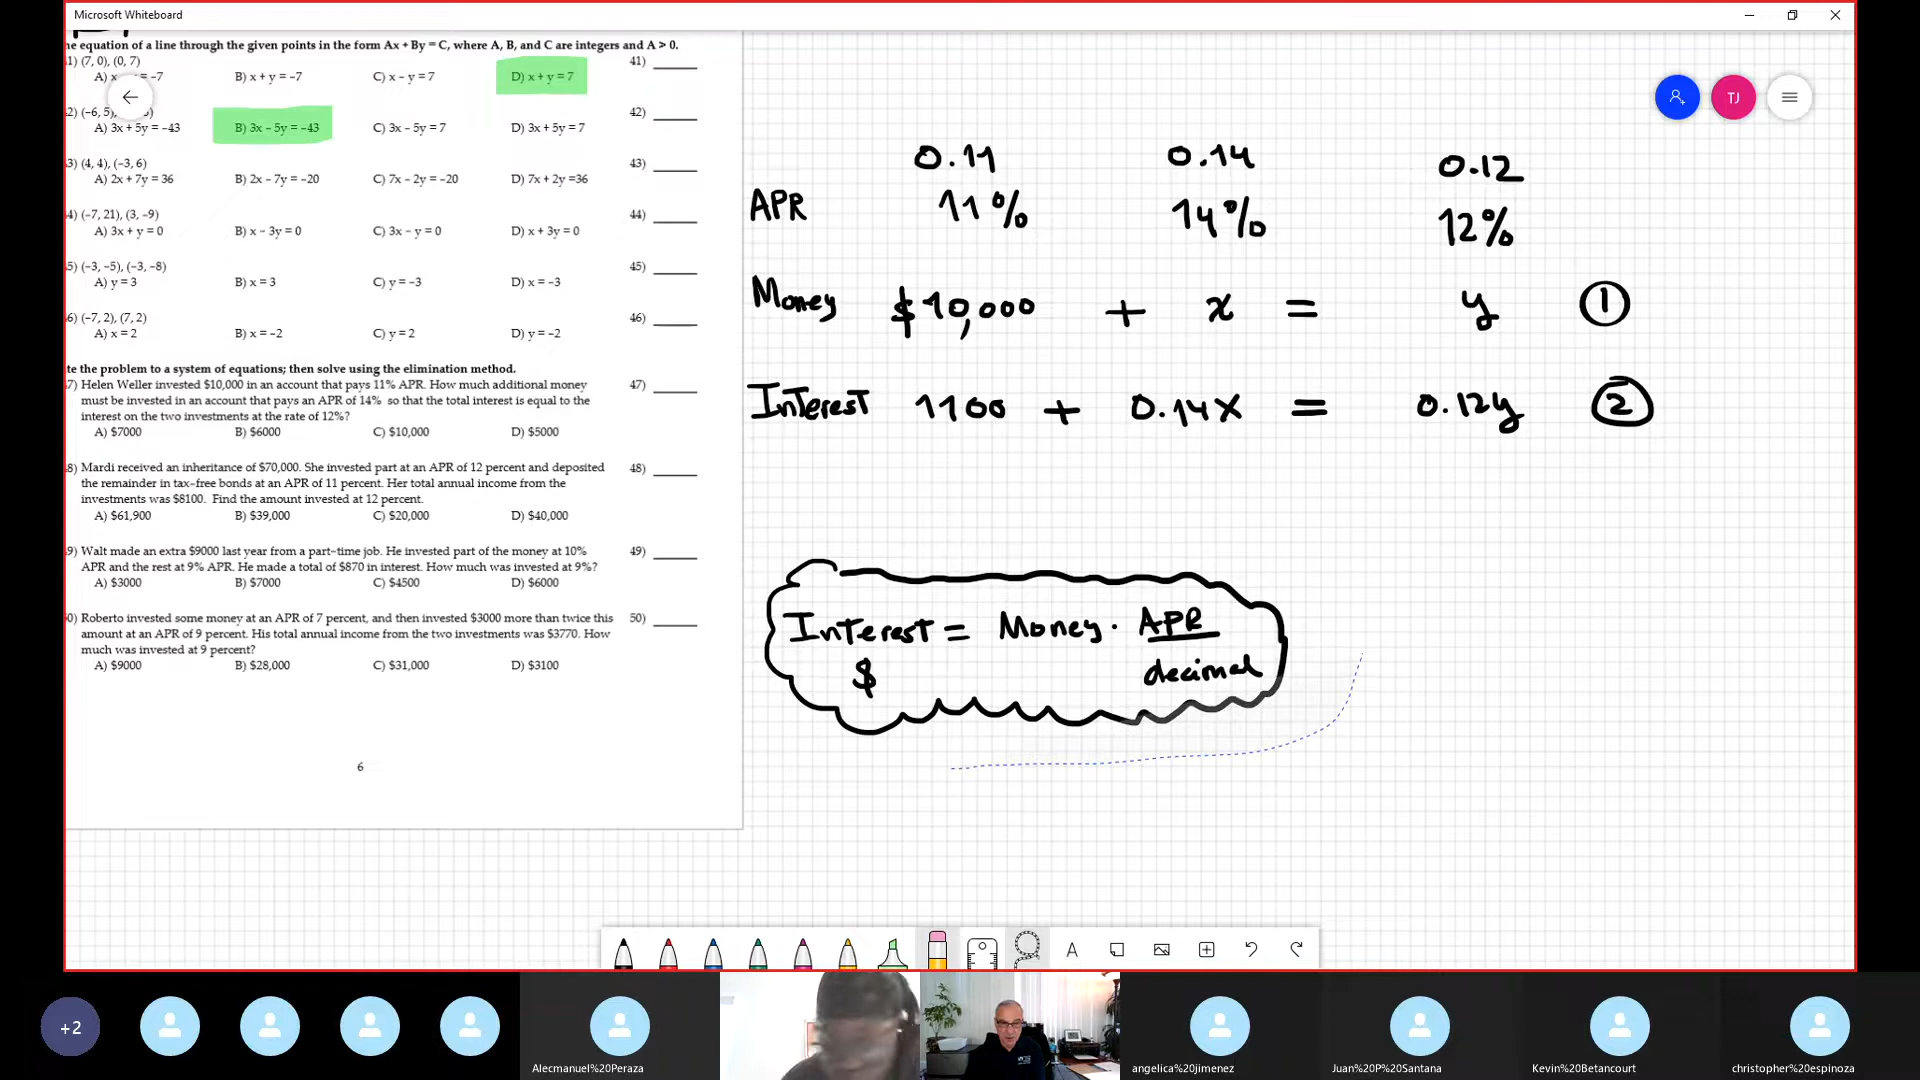 Microsoft Whiteboard
he equation of a line through the given points in the form Ax + By = C, where A, B, and C are integers and A > 0.
1) (7, 0), (0, 7)
41)
A) x = -7
B) x + y = -7
C) x - y = 7
D) x + y = 7
2) (-6, 5),
42)
A) 3x + 5y = -43
B) 3x - 5y = -43
C) 3x - 5y = 7
D) 3x + 5y = 7
3) (4, 4), (-3, 6)
43)
A) 2x + 7y = 36
B) 2x - 7y = -20
C) 7x - 2y = -20
D) 7x + 2y =36
4) (-7, 21), (3, -9)
44)
A) 3x + y = 0
B) x - 3y = 0
C) 3x - y = 0
D) x + 3y = 0
5) (-3, -5), (-3, -8)
45)
A) y = 3
B) x = 3
C) y = -3
D) x = -3
6) (-7, 2), (7, 2)
46)
A) x = 2
B) x = -2
C) y = 2
D) y = -2
te the problem to a system of equations; then solve using the elimination method.
7) Helen Weller invested $10,000 in an account that pays 11% APR. How much additional money
47)
must be invested in an account that pays an APR of 14% so that the total interest is equal to the
interest on the two investments at the rate of 12%?
A) $7000
B) $6000
C) $10,000
D) $5000
8) Mardi received an inheritance of $70,000. She invested part at an APR of 12 percent and deposited
48)
the remainder in tax-free bonds at an APR of 11 percent. Her total annual income from the
investments was $8100. Find the amount invested at 12 percent.
A) $61,900
B) $39,000
C) $20,000
D) $40,000
9) Walt made an extra $9000 last year from a part-time job. He invested part of the money at 10%
49)
APR and the rest at 9% APR. He made a total of $870 in interest. How much was invested at 9%?
A) $3000
B) $7000
C) $4500
D) $6000
0) Roberto invested some money at an APR of 7 percent, and then invested $3000 more than twice this
50)
amount at an APR of 9 percent. His total annual income from the two investments was $3770. How
much was invested at 9 percent?
A) $9000
B) $28,000
C) $31,000
D) $3100
6
TJ
0.11 0.14 0.12
APR 11% 14% 12%
Money $10,000 + x = y 1
Interest 1100 + 0.14x = 0.12y 2
Interest = Money · APR
$ decimal
A
+2
Alecmanuel%20Peraza
angelica%20jimenez
Juan%20P%20Santana
Kevin%20Betancourt
christopher%20espinoza